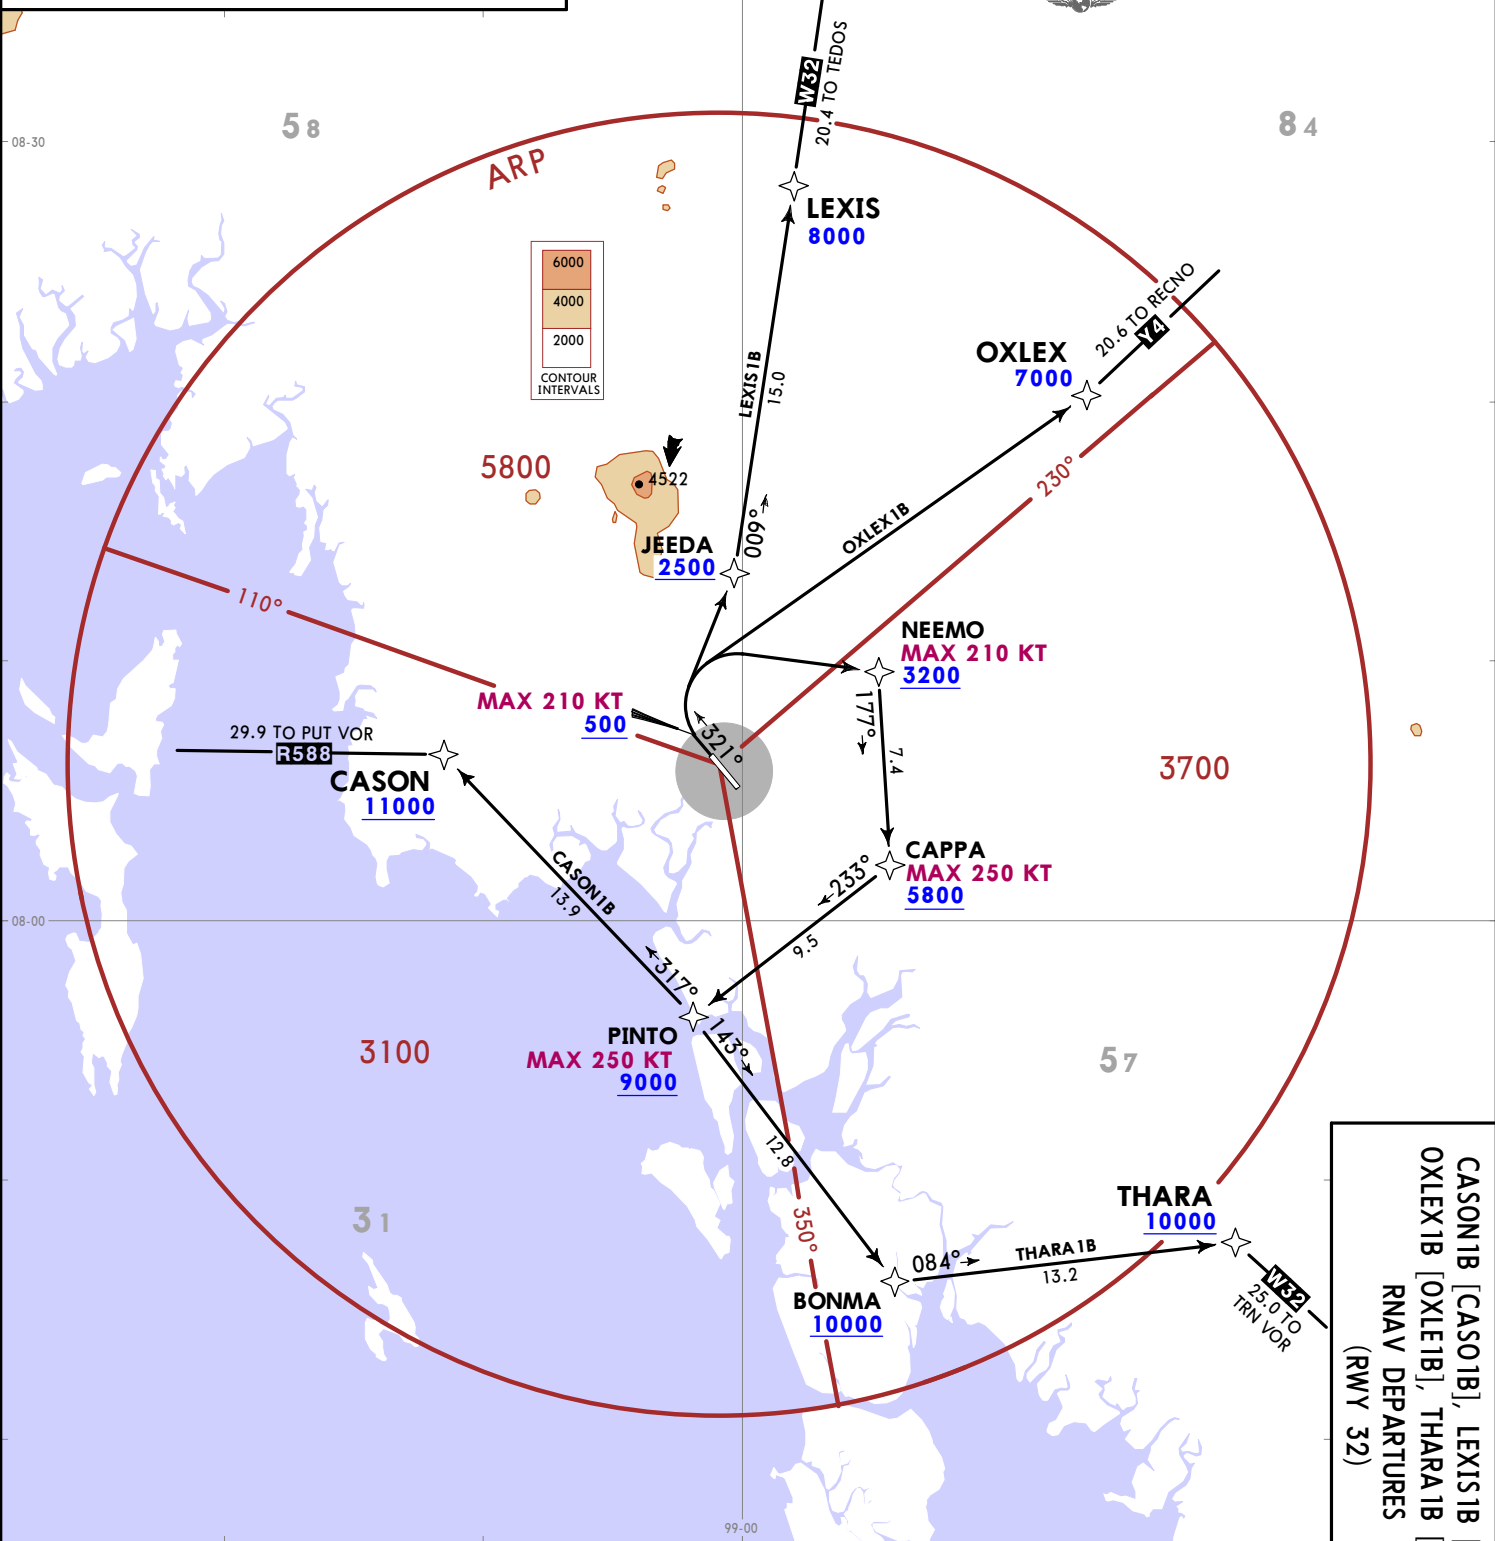 W32
20.4 TO TEDOS
58
84
08-30
ARP
LEXIS
8000
6000
4000
2000
CONTOUR
INTERVALS
20.6 TO RECNO
Y4
OXLEX
7000
LEXIS1B
15.0
5800
4522
230°
OXLEX1B
009°
JEEDA
2500
110°
NEEMO
MAX 210 KT
3200
MAX 210 KT
500
321°
177°
7.4
29.9 TO PUT VOR
R588
CASON
11000
3700
CAPPA
MAX 250 KT
5800
233°
9.5
CASON1B
13.9
08-00
317°
PINTO
MAX 250 KT
9000
143°
3100
57
12.8
31
350°
THARA
10000
084°
THARA1B
13.2
BONMA
10000
W32
25.0 TO
TRN VOR
CASON1B [CASO1B], LEXIS1B [
OXLEX1B [OXLE1B], THARA1B [
RNAV DEPARTURES
(RWY 32)
99-00